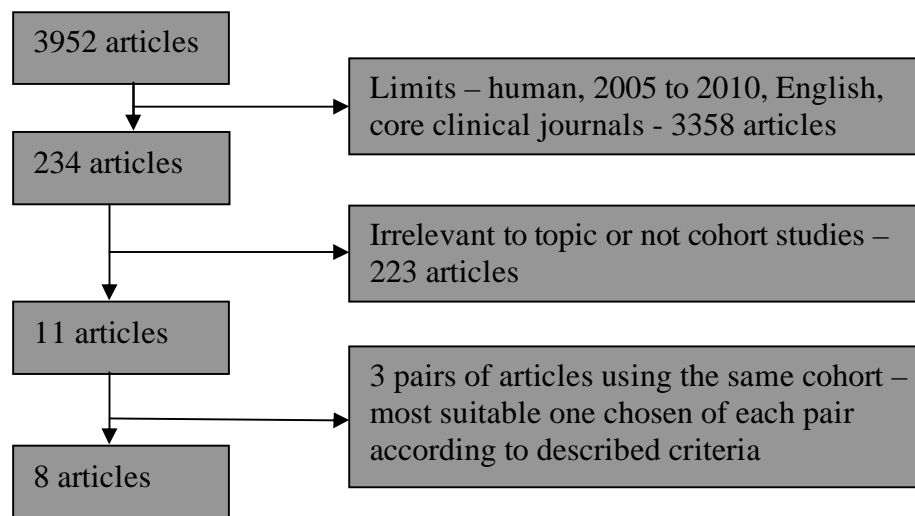 3952 articles
Limits – human, 2005 to 2010, English,
core clinical journals - 3358 articles
234 articles
Irrelevant to topic or not cohort studies –
223 articles
11 articles
3 pairs of articles using the same cohort –
most suitable one chosen of each pair
according to described criteria
8 articles